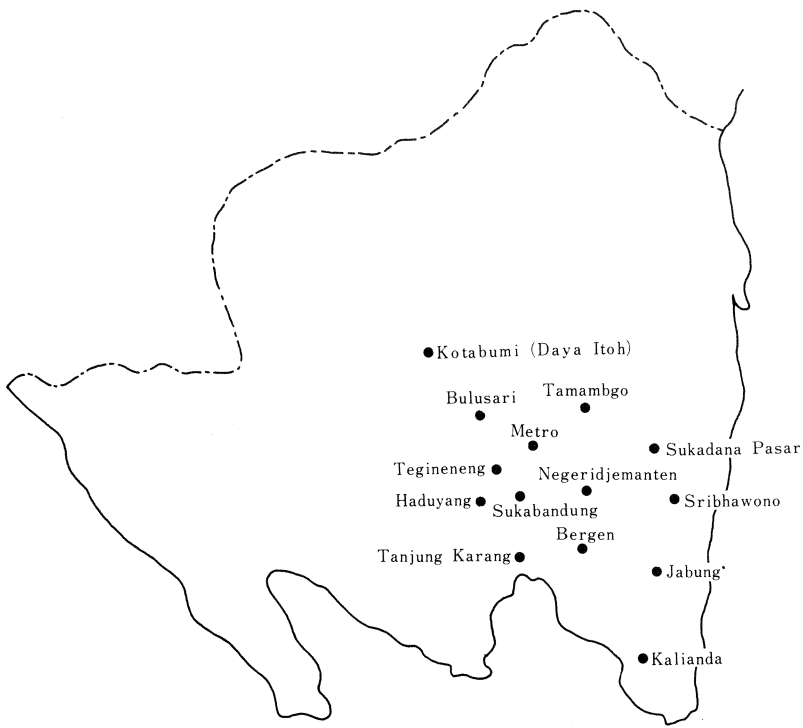 Kotabumi (Daya Itoh)
Tamambgo
Bulusari
Metro
Sukadana Pasar
Tegineneng
Negeridjemanten
Haduyang
Sukabandung
Sribhawono
Bergen
Tanjung Karang
Jabung
Kalianda